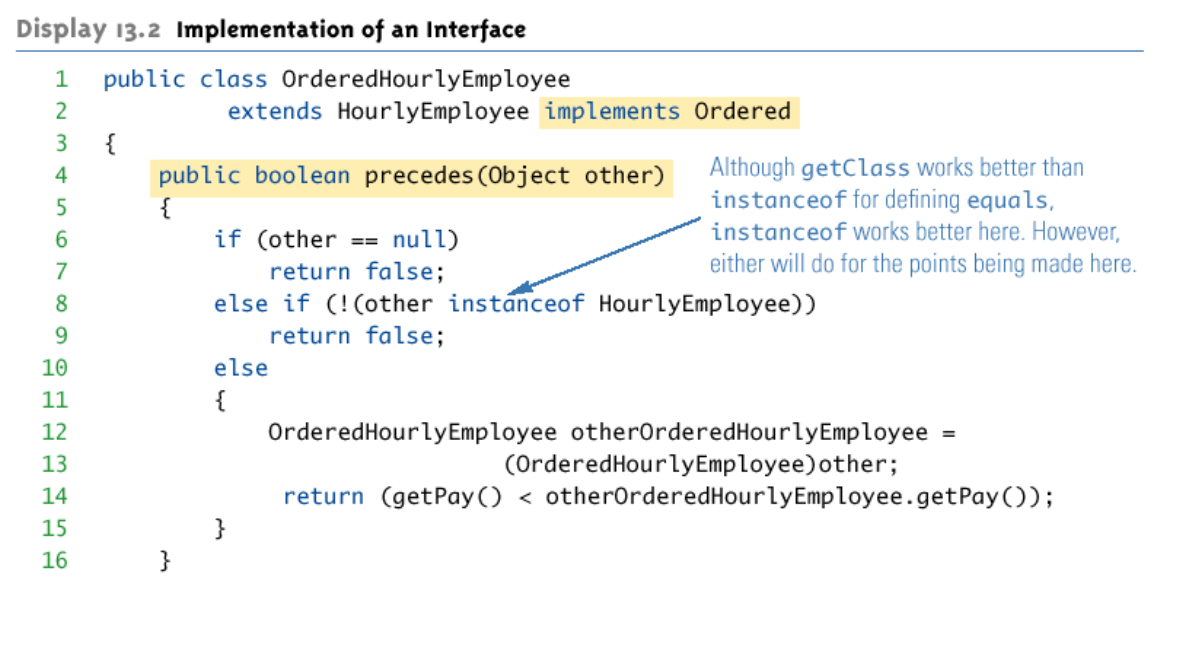 Display 13.2 Implementation of an Interface
1 public class OrderedHourlyEmployee
2 extends HourlyEmployee implements Ordered
3 {
4 public boolean precedes(Object other)
5 {
6 if (other == null)
7 return false;
8 else if (!(other instanceof HourlyEmployee))
9 return false;
10 else
11 {
12 OrderedHourlyEmployee otherOrderedHourlyEmployee =
13 (OrderedHourlyEmployee)other;
14 return (getPay() < otherOrderedHourlyEmployee.getPay());
15 }
16 }
Although getClass works better than
instanceof for defining equals,
instanceof works better here. However,
either will do for the points being made here.